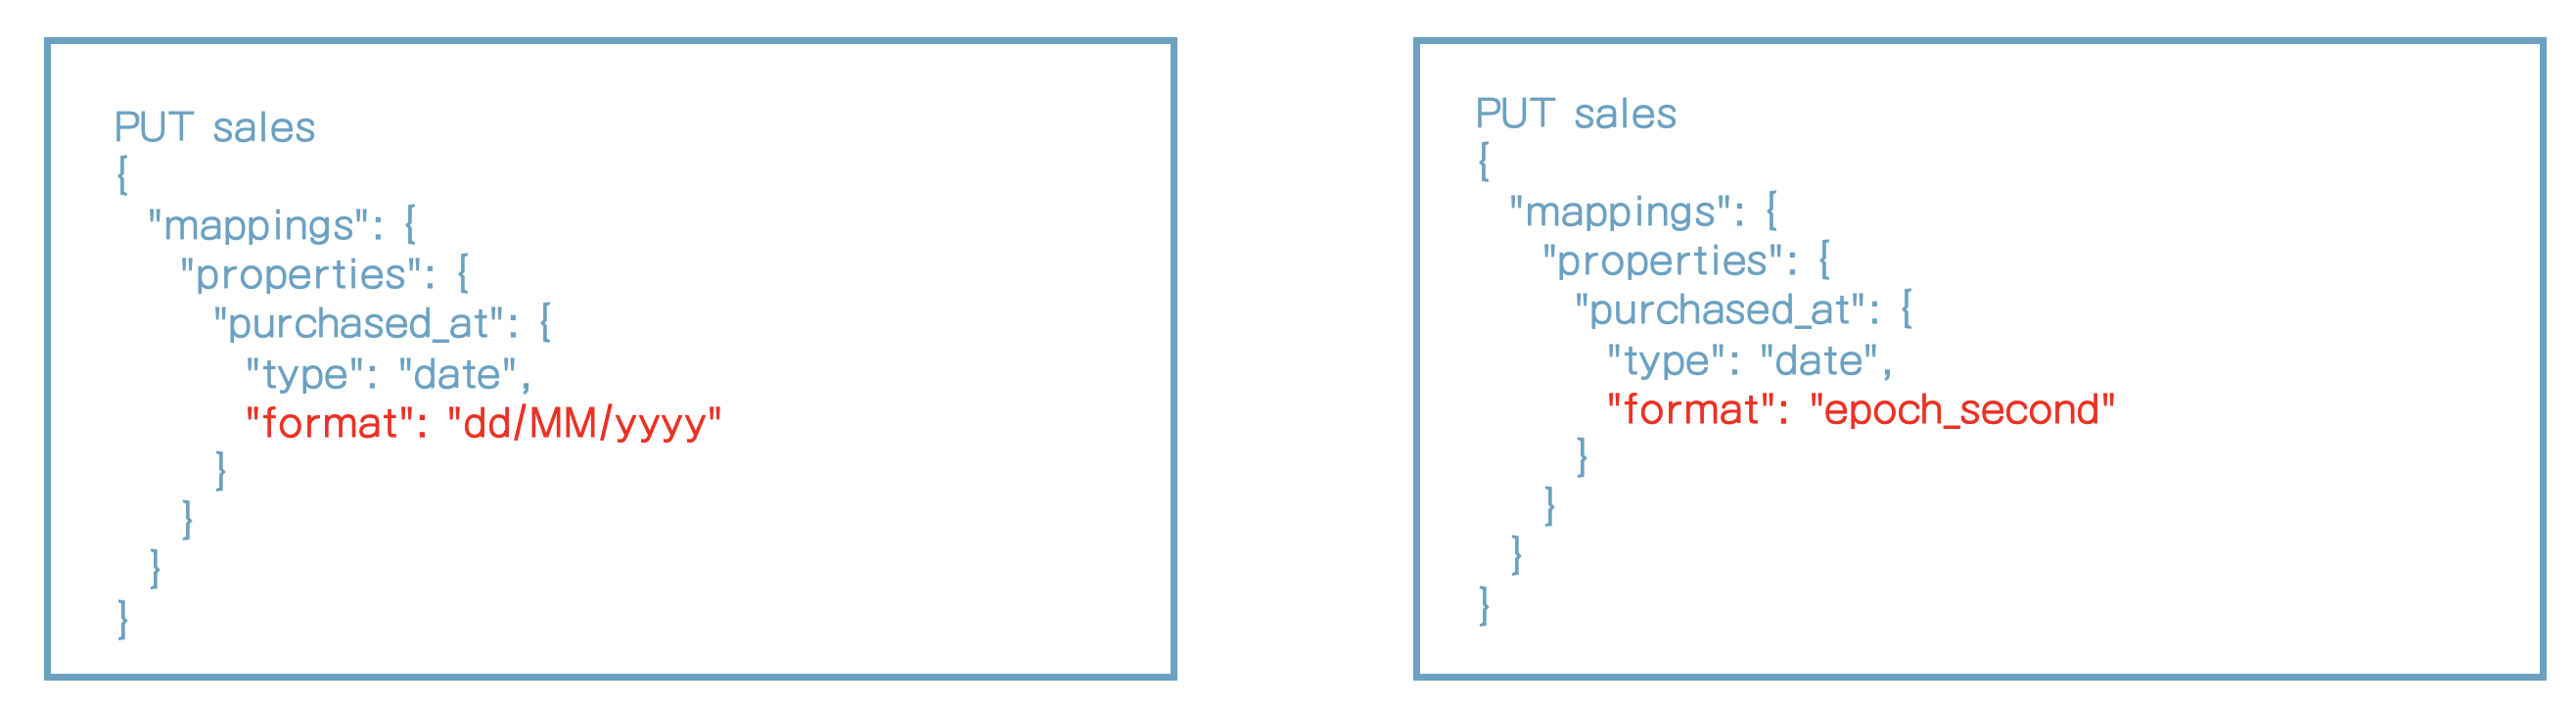 PUT sales
{
  "mappings": {
    "properties": {
      "purchased_at": {
        "type": "date",
        "format": "dd/MM/yyyy"
      }
    }
  }
}
PUT sales
{
  "mappings": {
    "properties": {
      "purchased_at": {
        "type": "date",
        "format": "epoch_second"
      }
    }
  }
}